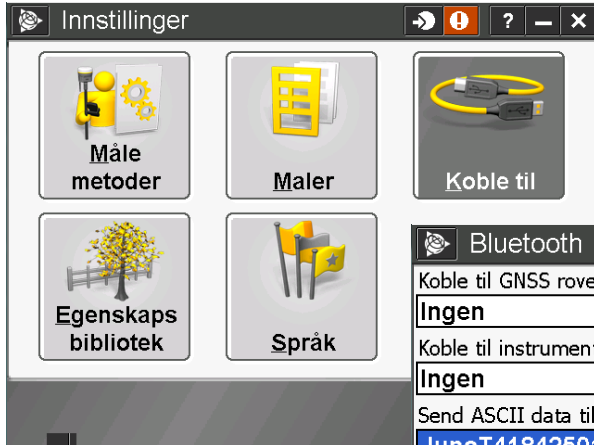 Innstillinger
?
Måle
metoder
Maler
Koble til
Egenskaps
bibliotek
Språk
Bluetooth
Koble til GNSS rove
Ingen
Koble til instrumen
Ingen
Send ASCII data til